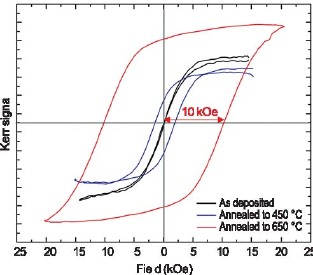 Kerr signa
10 kOe
As deposited
Annealed to 450 °C
Annealed to 650 °C
25 20 15 10 5 0 5 10 15 20 25
Field (kOe)